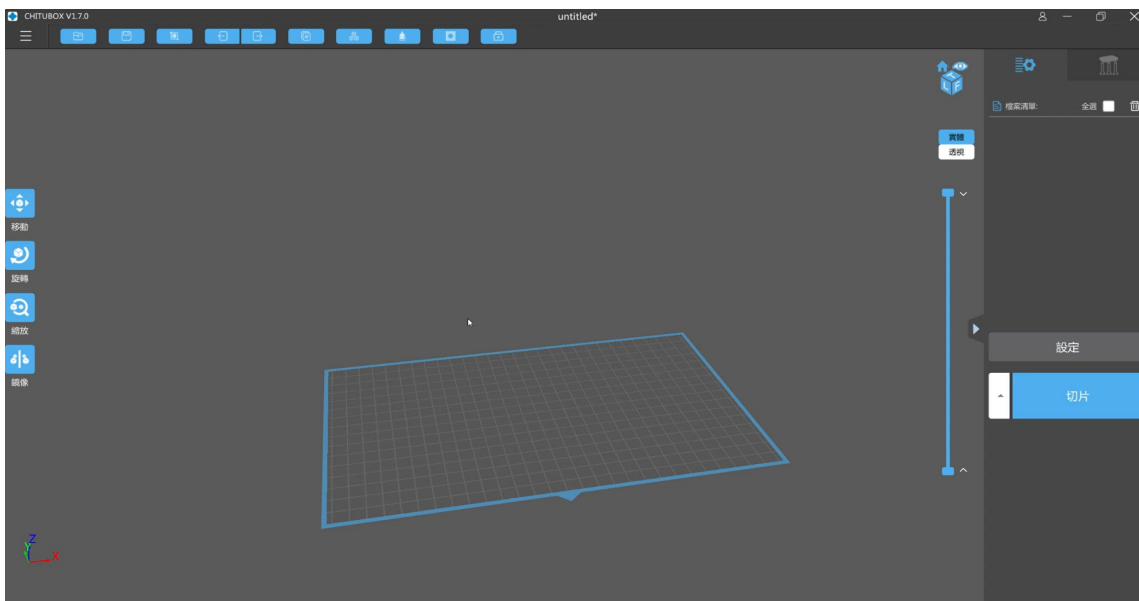 CHITUBOX V1.7.0
untitled*
檔案清單:
全選
實體
透視
移動
旋轉
縮放
鏡像
設定
切片
T
L F
Z
Y
X